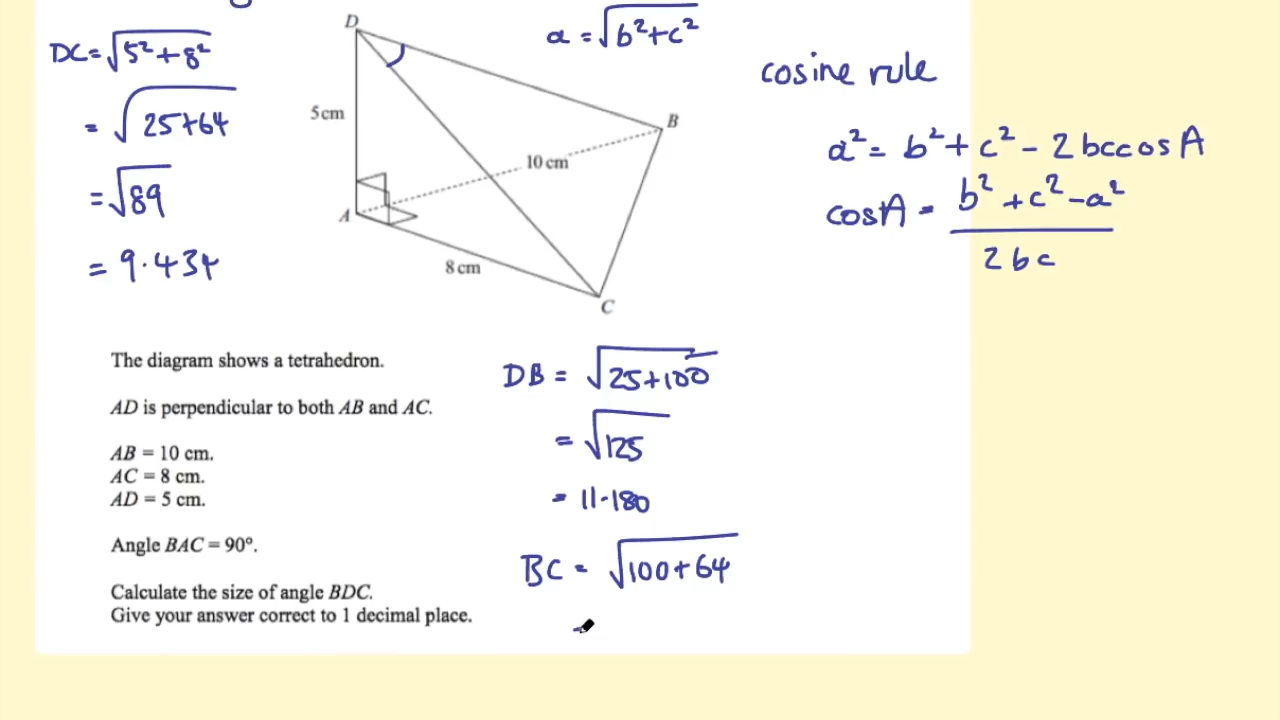 DC = √5² + 8²
= √25+64
= √89
= 9.434
a = √b²+c²
cosine rule
a² = b² + c² - 2bccosA
cosA = b² + c² - a²
2bc
D
5cm
B
10 cm
A
8 cm
C
The diagram shows a tetrahedron.
AD is perpendicular to both AB and AC.
AB = 10 cm.
AC = 8 cm.
AD = 5 cm.
Angle BAC = 90°.
Calculate the size of angle BDC.
Give your answer correct to 1 decimal place.
DB = √25+100
= √125
= 11.180
BC = √100+64